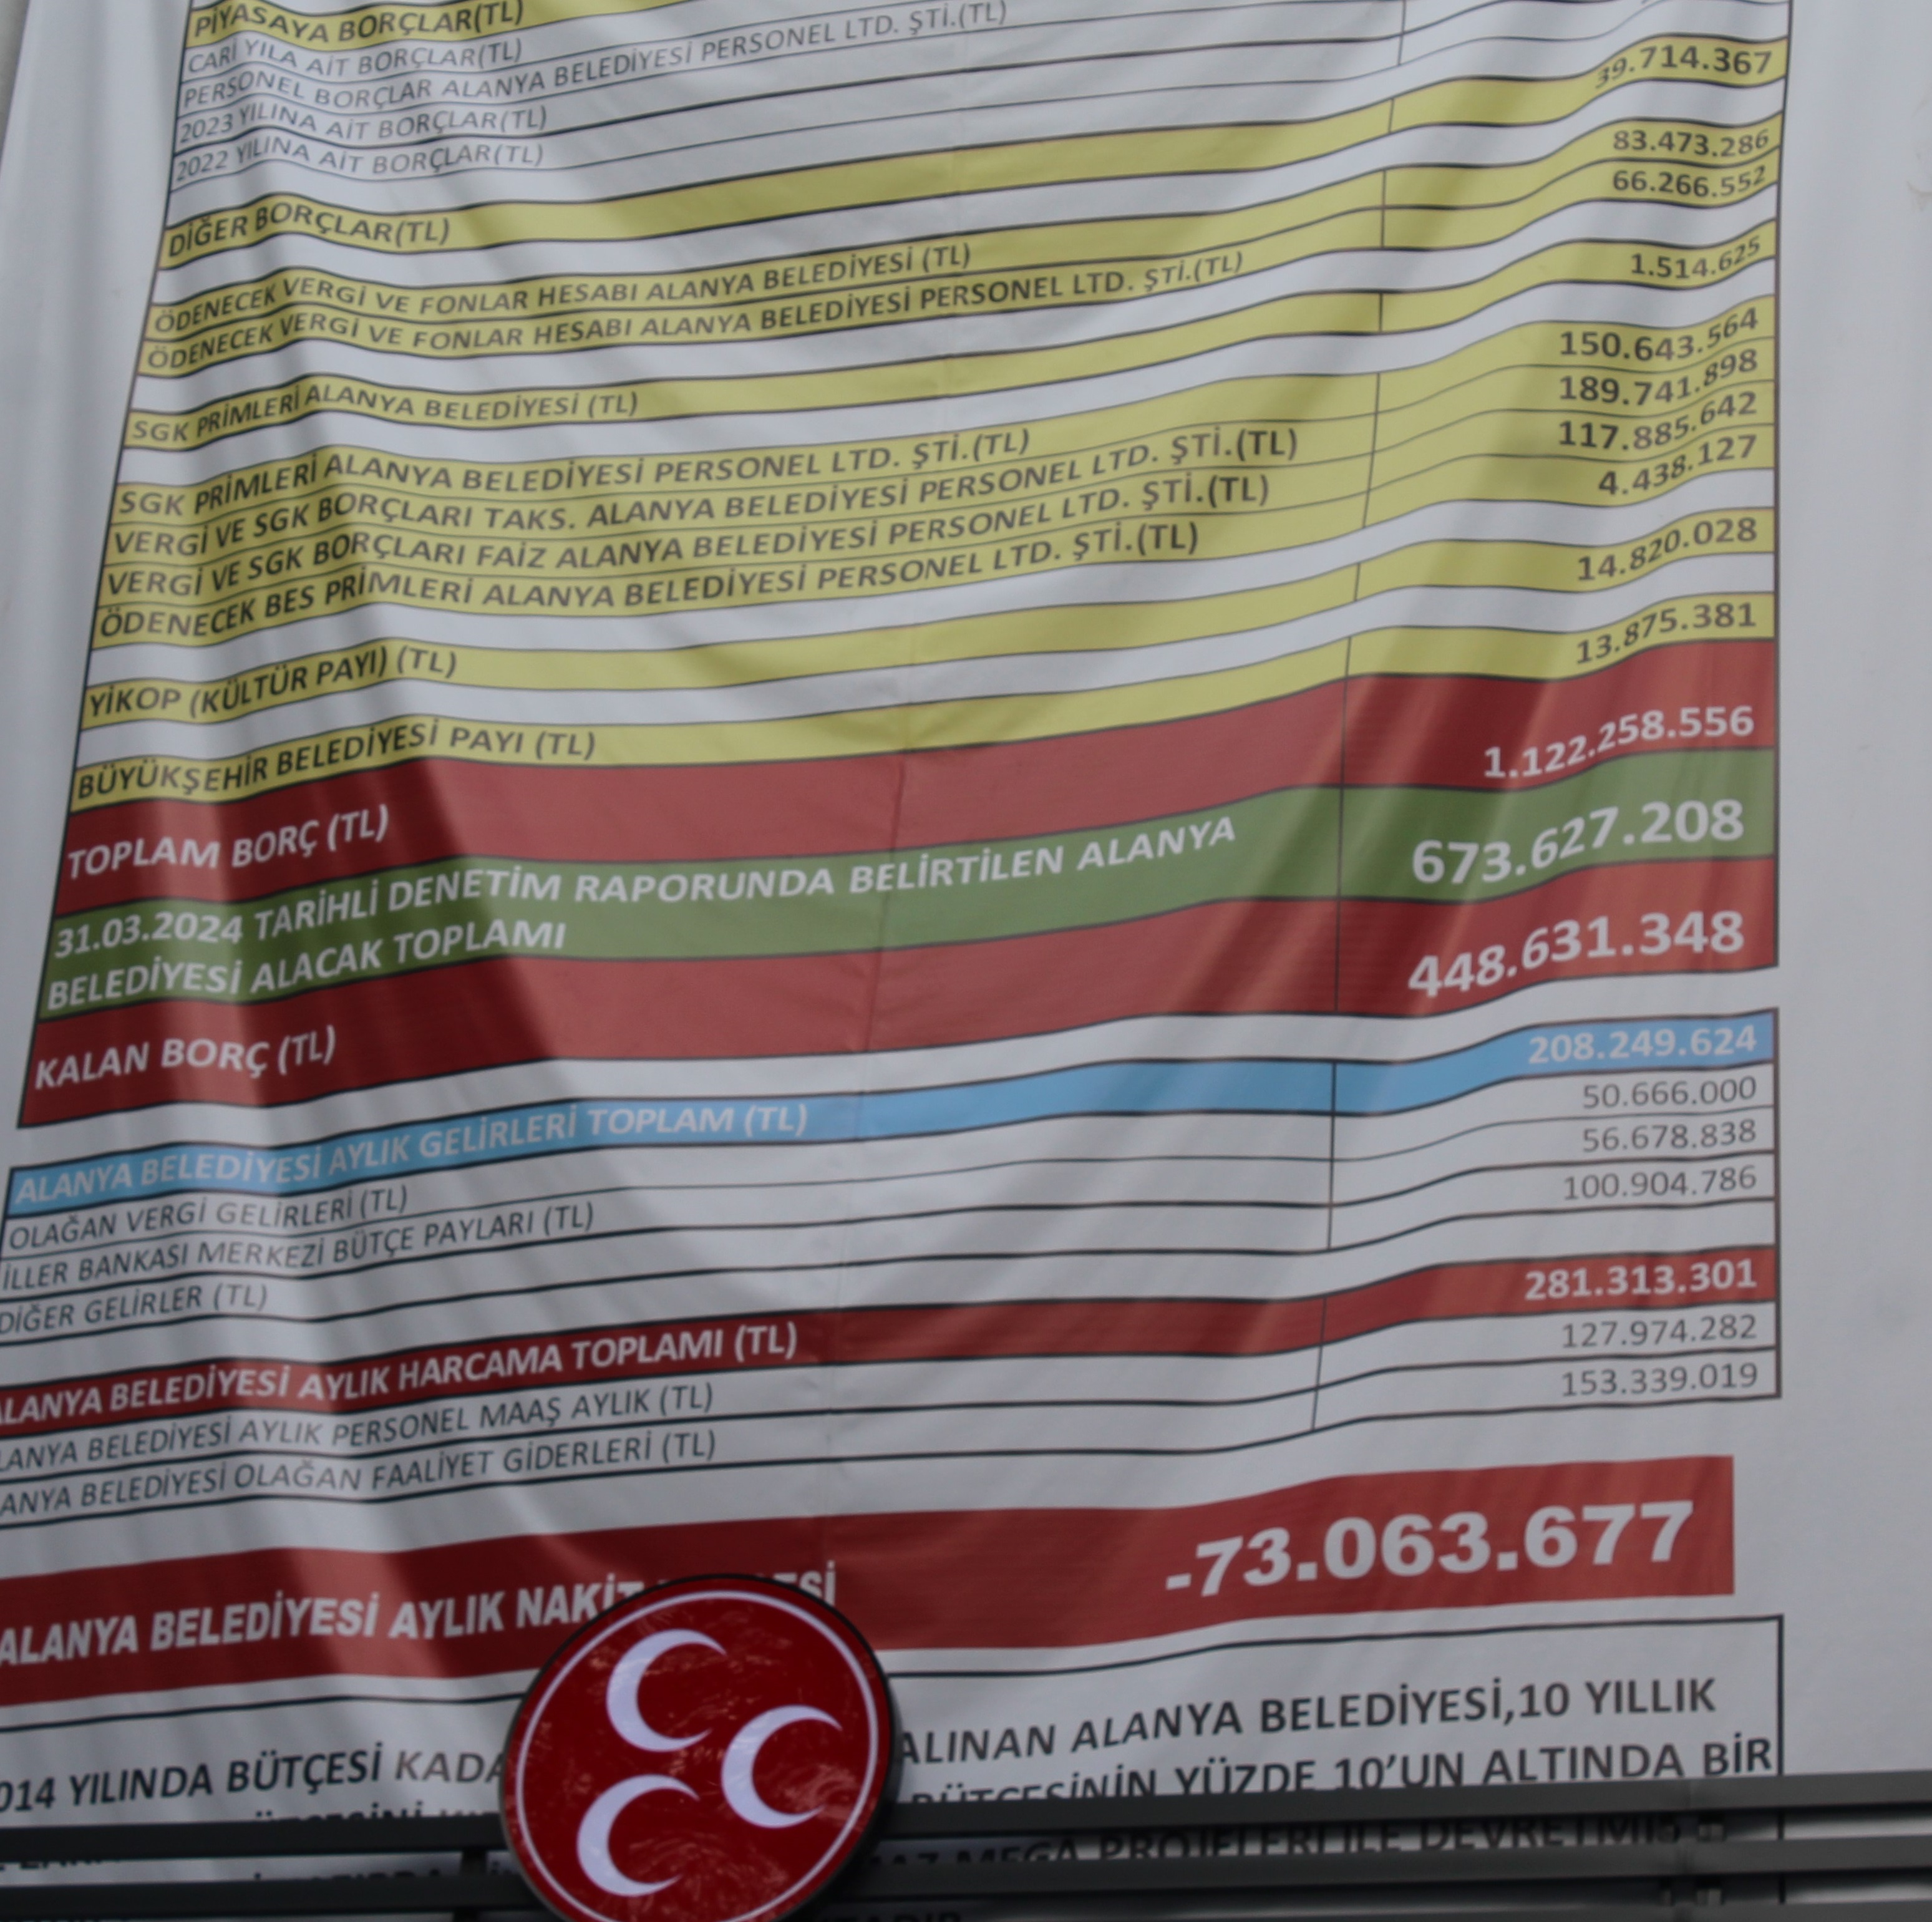 PİYASAYA BORÇLAR(TL)
CARİ YILA AİT BORÇLAR(TL)
PERSONEL BORÇLAR ALANYA BELEDİYESİ PERSONEL LTD. ŞTİ.(TL)
2023 YILINA AİT BORÇLAR(TL)
2022 YILINA AİT BORÇLAR(TL)
DİĞER BORÇLAR(TL) 39.714.367
ÖDENECEK VERGİ VE FONLAR HESABI ALANYA BELEDİYESİ (TL) 83.473.286
ÖDENECEK VERGİ VE FONLAR HESABI ALANYA BELEDİYESİ PERSONEL LTD. ŞTİ.(TL) 66.266.552
SGK PRİMLERİ ALANYA BELEDİYESİ (TL) 1.514.625
SGK PRİMLERİ ALANYA BELEDİYESİ PERSONEL LTD. ŞTİ.(TL) 150.643.564
VERGİ VE SGK BORÇLARI TAKS. ALANYA BELEDİYESİ PERSONEL LTD. ŞTİ.(TL) 189.741.898
VERGİ VE SGK BORÇLARI FAİZ ALANYA BELEDİYESİ PERSONEL LTD. ŞTİ.(TL) 117.885.642
ÖDENECEK BES PRİMLERİ ALANYA BELEDİYESİ PERSONEL LTD. ŞTİ.(TL) 4.438.127
YİKOP (KÜLTÜR PAYI) (TL) 14.820.028
BÜYÜKŞEHİR BELEDİYESİ PAYI (TL) 13.875.381
TOPLAM BORÇ (TL) 1.122.258.556
31.03.2024 TARİHLİ DENETİM RAPORUNDA BELİRTİLEN ALANYA 673.627.208
BELEDİYESİ ALACAK TOPLAMI
KALAN BORÇ (TL) 448.631.348
ALANYA BELEDİYESİ AYLIK GELİRLERİ TOPLAM (TL) 208.249.624
OLAĞAN VERGİ GELİRLERİ (TL) 50.666.000
İLLER BANKASI MERKEZİ BÜTÇE PAYLARI (TL) 56.678.838
DİĞER GELİRLER (TL) 100.904.786
ALANYA BELEDİYESİ AYLIK HARCAMA TOPLAMI (TL) 281.313.301
LANYA BELEDİYESİ AYLIK PERSONEL MAAŞ AYLIK (TL) 127.974.282
ANYA BELEDİYESİ OLAĞAN FAALİYET GİDERLERİ (TL) 153.339.019
ALANYA BELEDİYESİ AYLIK NAKİT -73.063.677
014 YILINDA BÜTÇESİ KADA ALINAN ALANYA BELEDİYESİ,10 YILLIK
BÜTÇESİNİN YÜZDE 10'UN ALTINDA BİR
MEGA PROJELERİ İLE DEVRETMİŞ